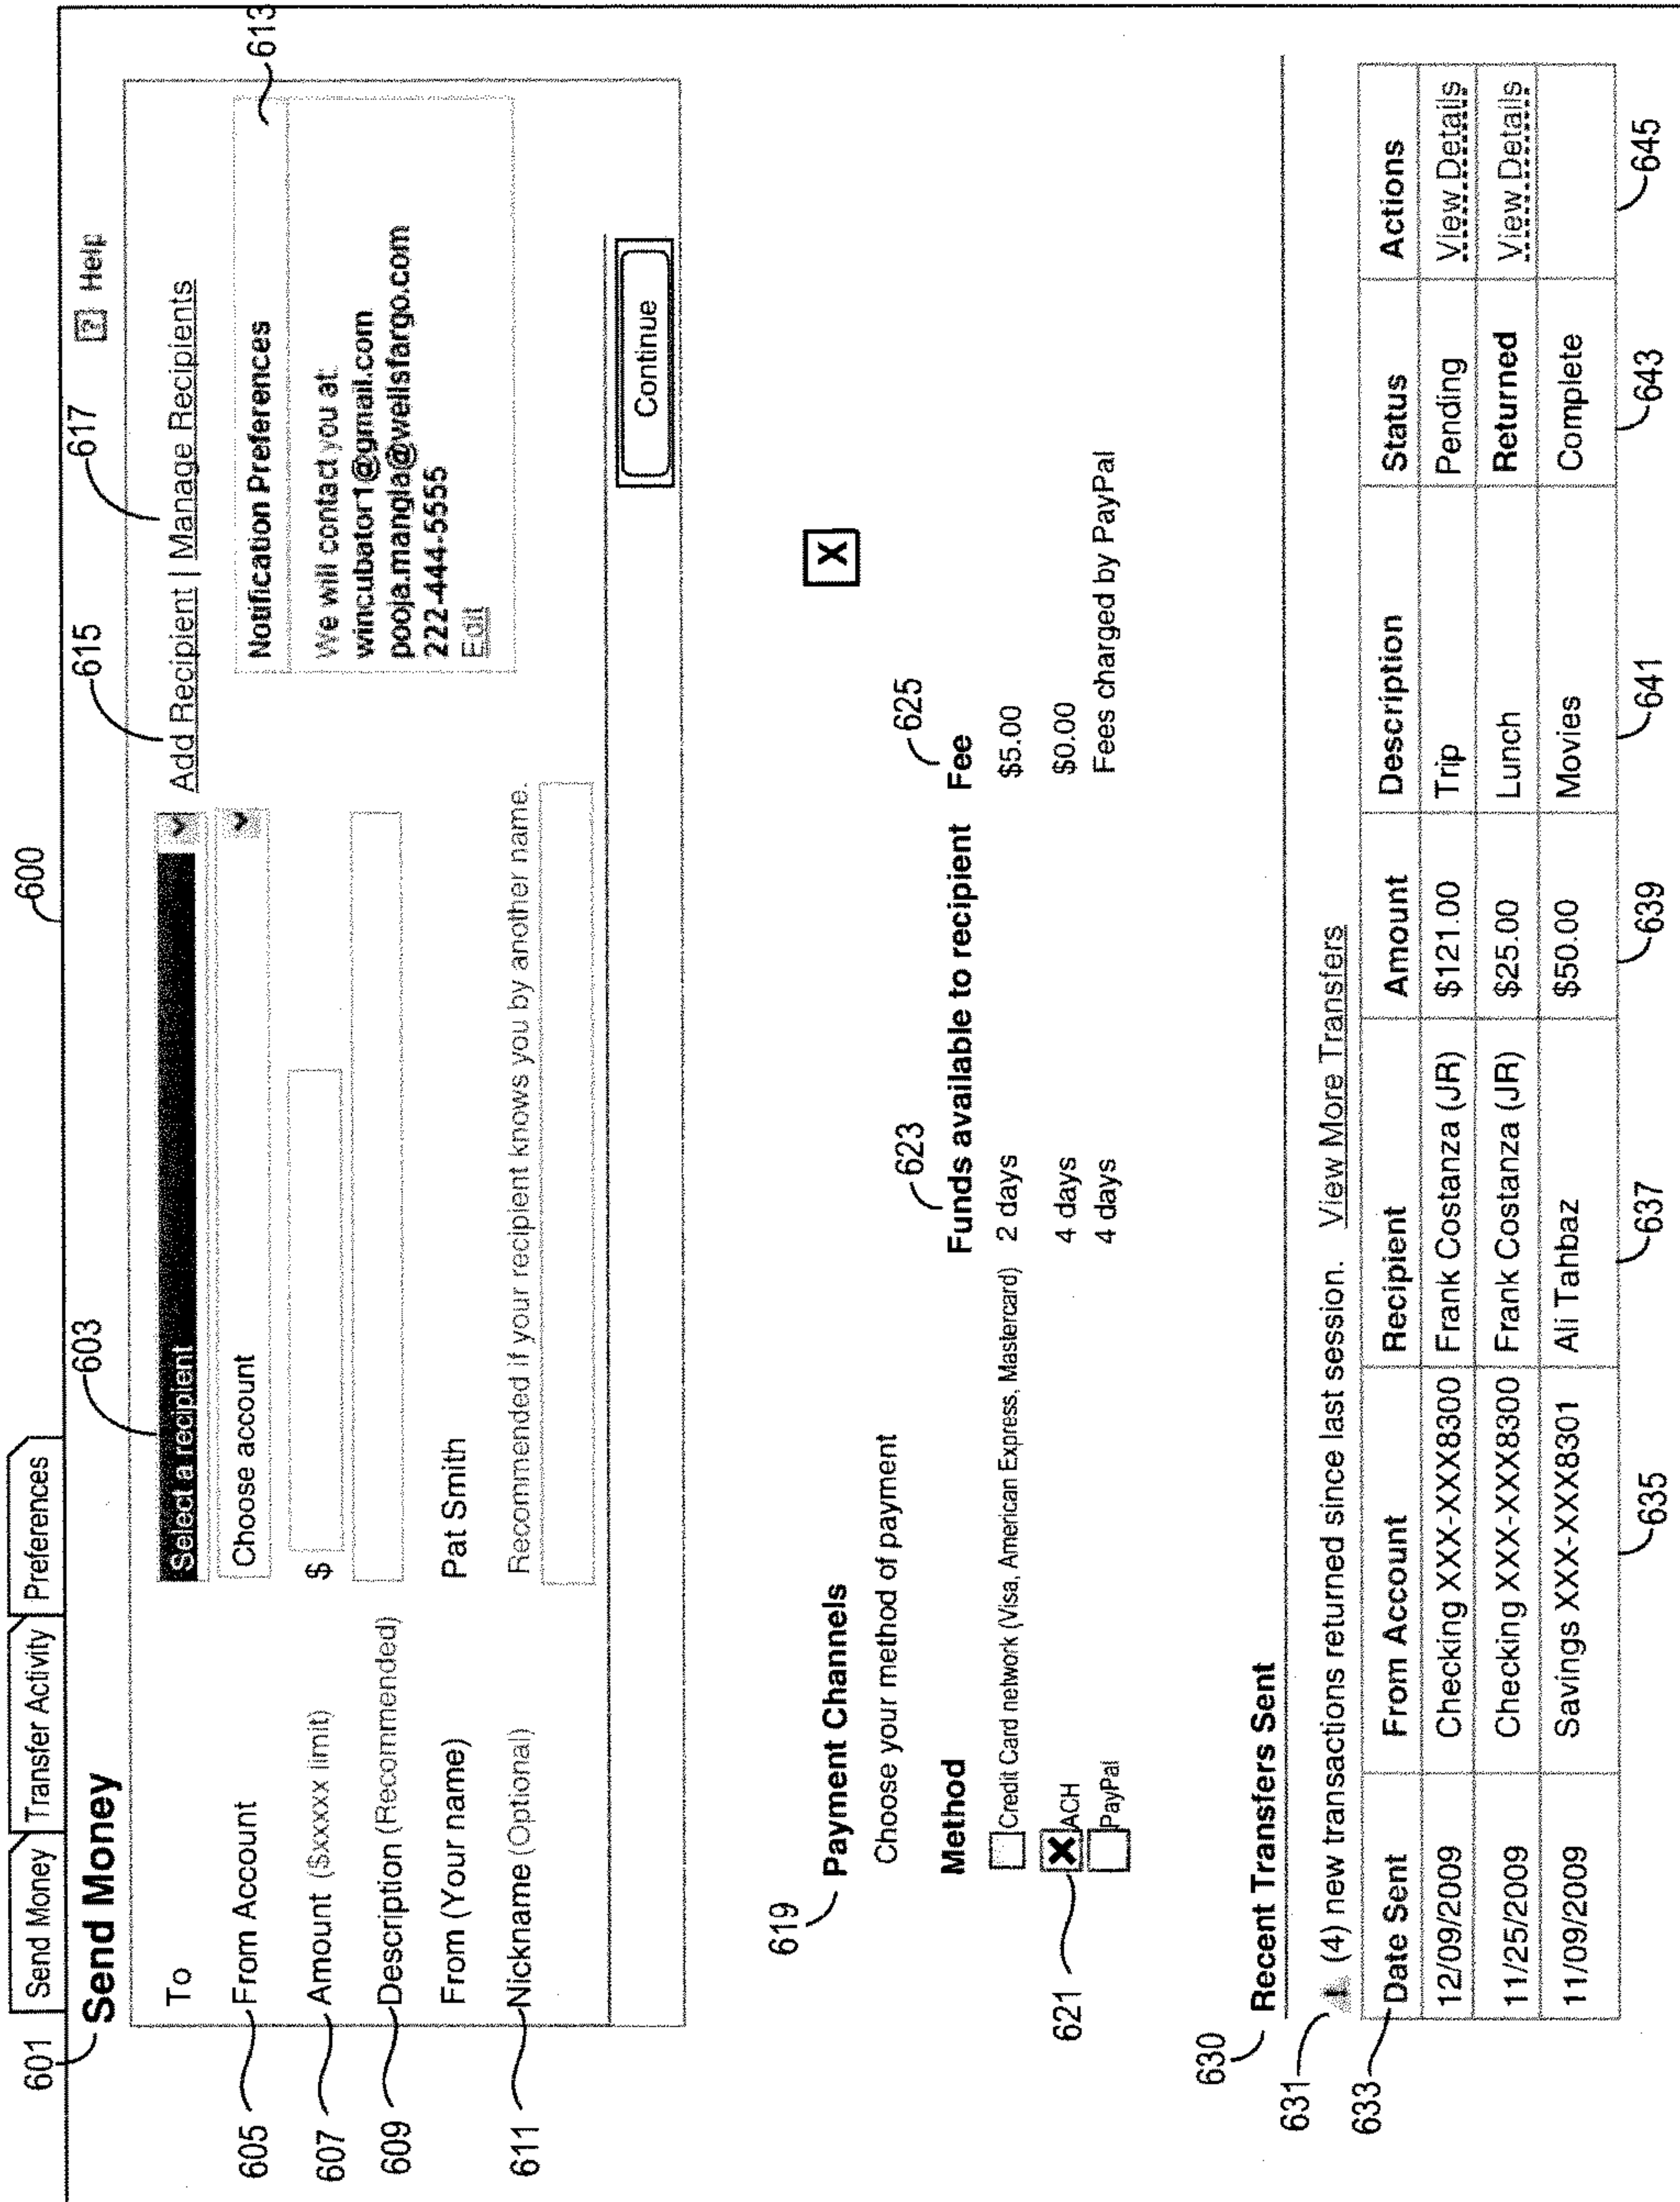 600
Send Money Transfer Activity Preferences
601
Send Money
? Help
603
615
617
To Select a recipient Add Recipient | Manage Recipients
605 From Account Choose account
607 Amount ($xxxxx limit) $
609 Description (Recommended)
From (Your name) Pat Smith
611 Nickname (Optional) Recommended if your recipient knows you by another name.
Notification Preferences
613
We will contact you at:
wincubator1@gmail.com
pooja.mangla@wellsfargo.com
222-444-5555
Edit
Continue
619
Payment Channels
X
Choose your method of payment
623
625
Method Funds available to recipient Fee
Credit Card network (Visa, American Express, Mastercard) 2 days $5.00
621
X ACH 4 days $0.00
PayPal 4 days Fees charged by PayPal
630
Recent Transfers Sent
631
(4) new transactions returned since last session. View More Transfers
633
Date Sent From Account Recipient Amount Description Status Actions
12/09/2009 Checking XXX-XXX8300 Frank Costanza (JR) $121.00 Trip Pending View Details
11/25/2009 Checking XXX-XXX8300 Frank Costanza (JR) $25.00 Lunch Returned View Details
11/09/2009 Savings XXX-XXX8301 Ali Tahbaz $50.00 Movies Complete
635 637 639 641 643 645